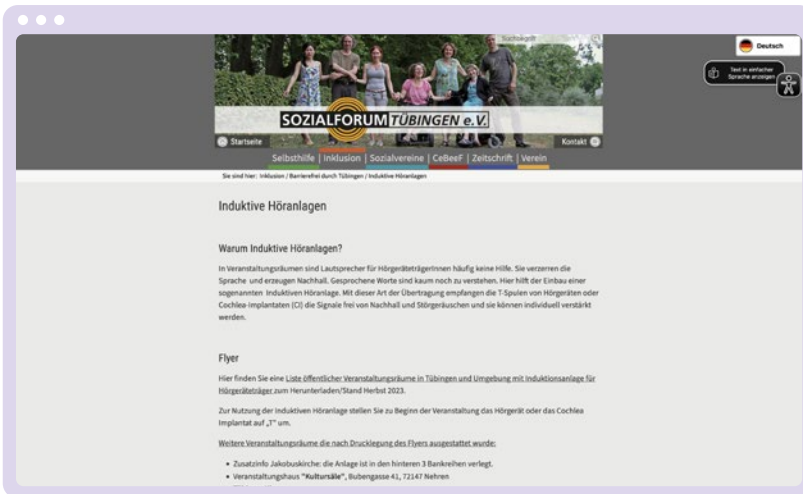 Suchbegriff
Deutsch
Text in einfacher
Sprache anzeigen
SOZIALFORUM TÜBINGEN e.V.
Startseite
Kontakt
Selbsthilfe | Inklusion | Sozialvereine | CeBeeF | Zeitschrift | Verein
Sie sind hier: Inklusion / Barrierefrei durch Tübingen / Induktive Höranlagen
Induktive Höranlagen
Warum Induktive Höranlagen?
In Veranstaltungsräumen sind Lautsprecher für HörgeräteträgerInnen häufig keine Hilfe. Sie verzerren die
Sprache und erzeugen Nachhall. Gesprochene Worte sind kaum noch zu verstehen. Hier hilft der Einbau einer
sogenannten Induktiven Höranlage. Mit dieser Art der Übertragung empfangen die T-Spulen von Hörgeräten oder
Cochlea-Implantaten (CI) die Signale frei von Nachhall und Störgeräuschen und sie können individuell verstärkt
werden.
Flyer
Hier finden Sie eine Liste öffentlicher Veranstaltungsräume in Tübingen und Umgebung mit Induktionsanlage für
Hörgeräteträger zum Herunterladen/Stand Herbst 2023.
Zur Nutzung der Induktiven Höranlage stellen Sie zu Beginn der Veranstaltung das Hörgerät oder das Cochlea
Implantat auf „T" um.
Weitere Veranstaltungsräume die nach Drucklegung des Flyers ausgestattet wurde:
• Zusatzinfo Jakobuskirche: die Anlage ist in den hinteren 3 Bankreihen verlegt.
• Veranstaltungshaus "Kultursäle", Bubengasse 41, 72147 Nehren